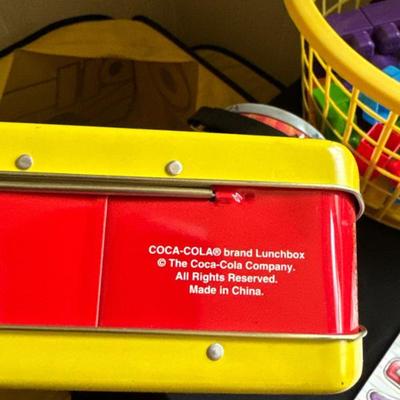 COCA-COLA® brand Lunchbox
© The Coca-Cola Company.
All Rights Reserved.
Made in China.